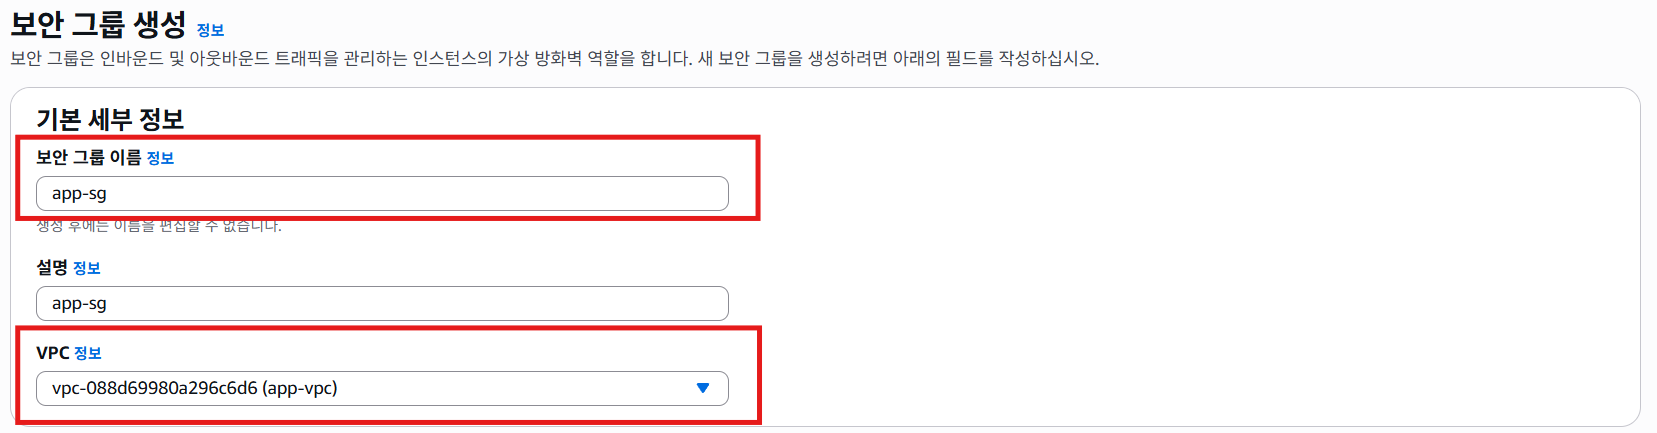 보안 그룹 생성 정보
보안 그룹은 인바운드 및 아웃바운드 트래픽을 관리하는 인스턴스의 가상 방화벽 역할을 합니다. 새 보안 그룹을 생성하려면 아래의 필드를 작성하십시오.
기본 세부 정보
보안 그룹 이름 정보
app-sg
생성 후에는 이름을 편집할 수 없습니다.
설명 정보
app-sg
VPC 정보
vpc-088d69980a296c6d6 (app-vpc)